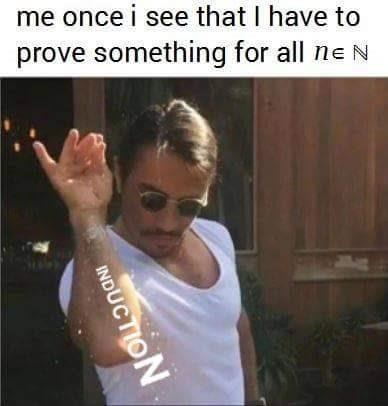 me once i see that I have to
prove something for all n∈ ℕ
INDUCTION